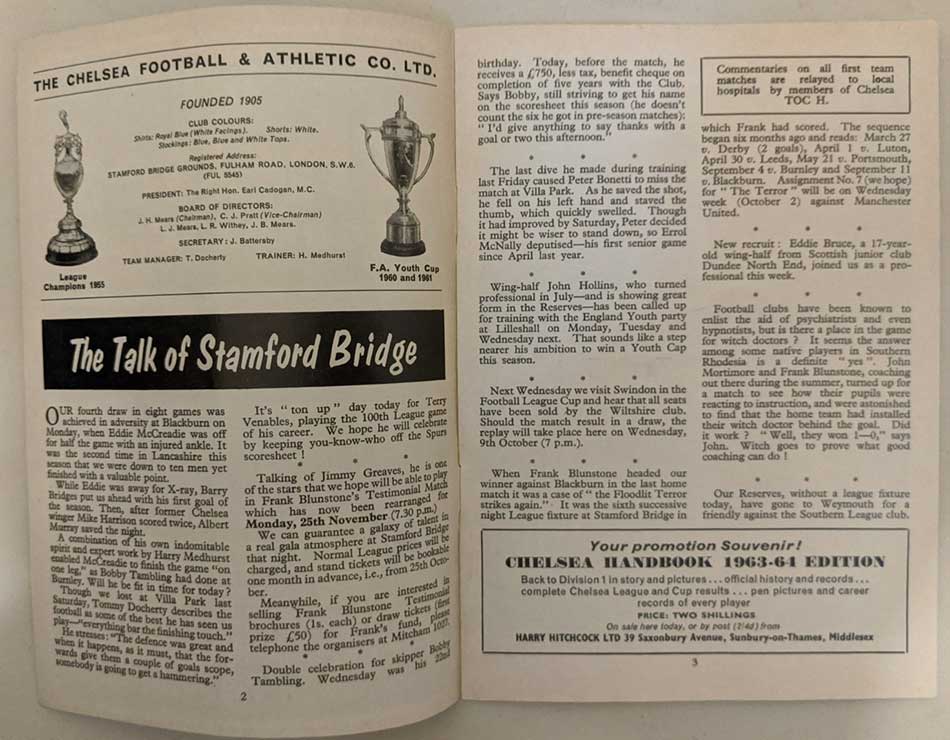 THE CHELSEA FOOTBALL & ATHLETIC CO. LTD.
FOUNDED 1905
CLUB COLOURS:
Shirts: Royal Blue (White Facings). Shorts: White.
Stockings: Blue, Blue and White Tops.
Registered Address:
STAMFORD BRIDGE GROUNDS, FULHAM ROAD, LONDON, S.W.6.
(FUL 5545)
PRESIDENT: The Right Hon. Earl Cadogan, M.C.
BOARD OF DIRECTORS:
J. H. Mears (Chairman), C. J. Pratt (Vice-Chairman)
L. J. Mears, L. R. Withey, J. B. Mears.
SECRETARY: J. Battersby
TEAM MANAGER: T. Docherty TRAINER: H. Medhurst
League
Champions 1955
F.A. Youth Cup
1960 and 1961
The Talk of Stamford Bridge
OUR fourth draw in eight games was
achieved in adversity at Blackburn on
Monday, when Eddie McCreadie was off
for half the game with an injured ankle. It
was the second time in Lancashire this
season that we were down to ten men yet
finished with a valuable point.
While Eddie was away for X-ray, Barry
Bridges put us ahead with his first goal of
the season. Then, after former Chelsea
winger Mike Harrison scored twice, Albert
Murray saved the night.
A combination of his own indomitable
spirit and expert work by Harry Medhurst
enabled McCreadie to finish the game "on
one leg," as Bobby Tambling had done at
Burnley. Will he be fit in time for today?
Though we lost at Villa Park last
Saturday, Tommy Docherty describes the
football as some of the best he has seen us
play—"everything bar the finishing touch."
He stresses: "The defence was great and
when it happens, as it must, that the for-
wards give them a couple of goals scope,
somebody is going to get a hammering."
It's "ton up" day today for Terry
Venables, playing the 100th League game
of his career. We hope he will celebrate
by keeping you-know-who off the Spurs
scoresheet !
* * *
Talking of Jimmy Greaves, he is one
of the stars that we hope will be able to play
in Frank Blunstone's Testimonial Match
which has now been rearranged for
Monday, 25th November (7.30 p.m.)
We can guarantee a galaxy of talent in
a real gala atmosphere at Stamford Bridge
that night. Normal League prices will be
charged, and stand tickets will be bookable
one month in advance, i.e., from 25th Octo-
ber.
Meanwhile, if you are interested in
selling Frank Blunstone Testimonial
brochures (1s. each) or draw tickets (first
prize £50) for Frank's fund, please
telephone the organisers at Mitcham 1027.
* * *
Double celebration for skipper Bobby
Tambling. Wednesday was his 22nd
2
birthday. Today, before the match, he
receives a £750, less tax, benefit cheque on
completion of five years with the Club.
Says Bobby, still striving to get his name
on the scoresheet this season (he doesn't
count the six he got in pre-season matches):
"I'd give anything to say thanks with a
goal or two this afternoon."
* * *
The last dive he made during training
last Friday caused Peter Bonetti to miss the
match at Villa Park. As he saved the shot,
he fell on his left hand and staved the
thumb, which quickly swelled. Though
it had improved by Saturday, Peter decided
it might be wiser to stand down, so Errol
McNally deputised—his first senior game
since April last year.
* * *
Wing-half John Hollins, who turned
professional in July—and is showing great
form in the Reserves—has been called up
for training with the England Youth party
at Lilleshall on Monday, Tuesday and
Wednesday next. That sounds like a step
nearer his ambition to win a Youth Cap
this season.
* * *
Next Wednesday we visit Swindon in the
Football League Cup and hear that all seats
have been sold by the Wiltshire club.
Should the match result in a draw, the
replay will take place here on Wednesday,
9th October (7 p.m.).
* * *
When Frank Blunstone headed our
winner against Blackburn in the last home
match it was a case of "the Floodlit Terror
strikes again." It was the sixth successive
night League fixture at Stamford Bridge in
Commentaries on all first team
matches are relayed to local
hospitals by members of Chelsea
TOC H.
which Frank had scored. The sequence
began six months ago and reads: March 27
v. Derby (2 goals), April 1 v. Luton,
April 30 v. Leeds, May 21 v. Portsmouth,
September 4 v. Burnley and September 11
v. Blackburn. Assignment No. 7 (we hope)
for "The Terror" will be on Wednesday
week (October 2) against Manchester
United.
* * *
New recruit: Eddie Bruce, a 17-year-
old wing-half from Scottish junior club
Dundee North End, joined us as a pro-
fessional this week.
* * *
Football clubs have been known to
enlist the aid of psychiatrists and even
hypnotists, but is there a place in the game
for witch doctors ? It seems the answer
among some native players in Southern
Rhodesia is a definite "yes". John
Mortimore and Frank Blunstone, coaching
out there during the summer, turned up for
a match to see how their pupils were
reacting to instruction, and were astonished
to find that the home team had installed
their witch doctor behind the goal. Did
it work ? "Well, they won 1—0," says
John. Witch goes to prove what good
coaching can do !
* * *
Our Reserves, without a league fixture
today, have gone to Weymouth for a
friendly against the Southern League club.
Your promotion Souvenir!
CHELSEA HANDBOOK 1963-64 EDITION
Back to Division 1 in story and pictures . . . official history and records . . .
complete Chelsea League and Cup results . . . pen pictures and career
records of every player
PRICE: TWO SHILLINGS
On sale here today, or by post (2/4d) from
HARRY HITCHCOCK LTD 39 Saxonbury Avenue, Sunbury-on-Thames, Middlesex
3